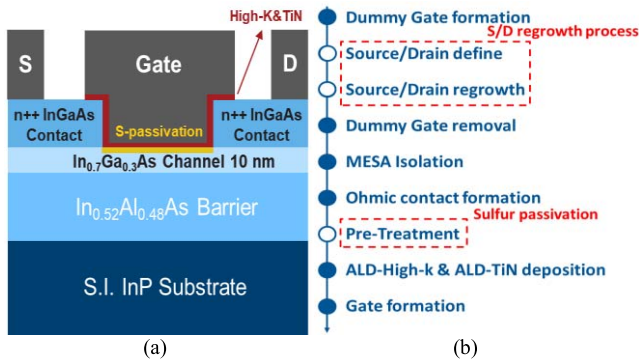 High-K&TiN
S
Gate
D
n++ InGaAs
Contact
S-passivation
n++ InGaAs
Contact
In0.7Ga0.3As Channel 10 nm
In0.52Al0.48As Barrier
S.I. InP Substrate
(a)
Dummy Gate formation
S/D regrowth process
Source/Drain define
Source/Drain regrowth
Dummy Gate removal
MESA Isolation
Ohmic contact formation
Sulfur passivation
Pre-Treatment
ALD-High-k & ALD-TiN deposition
Gate formation
(b)